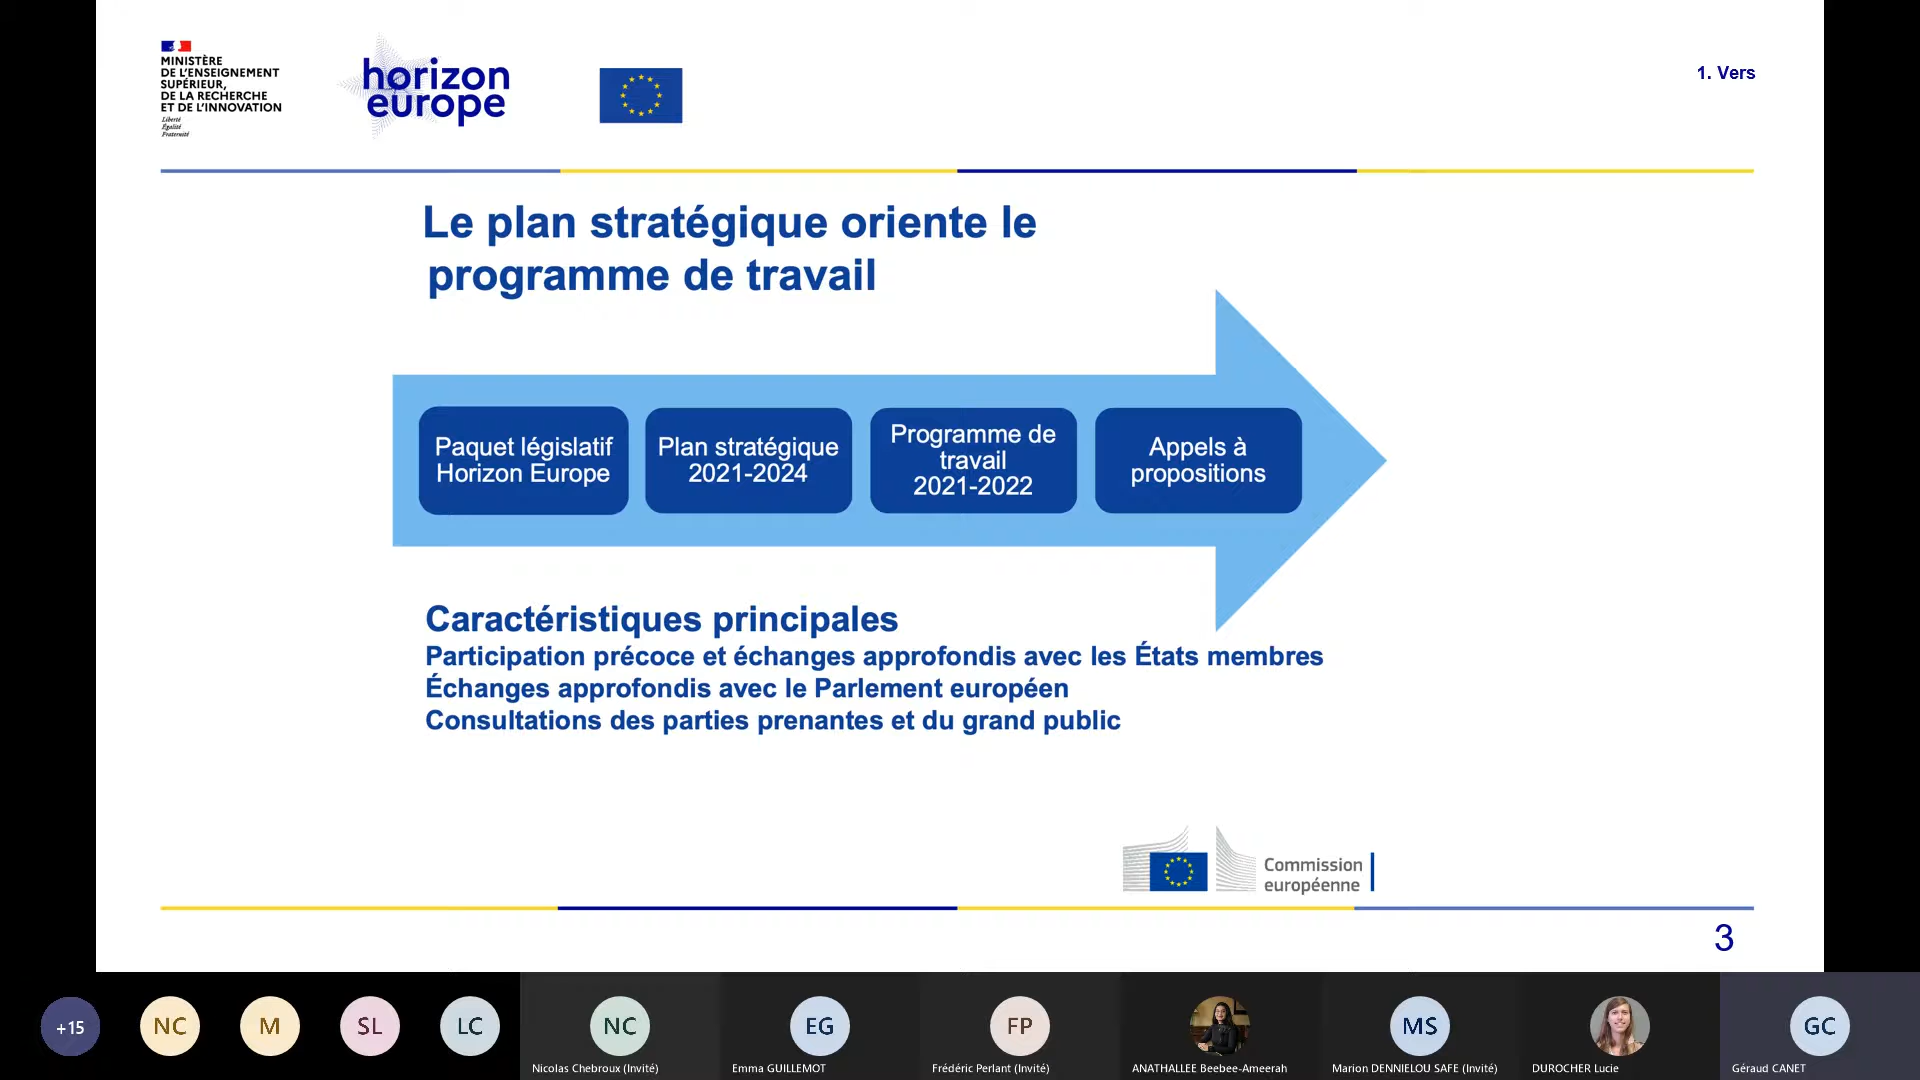 MINISTÈRE
DE L'ENSEIGNEMENT
SUPÉRIEUR,
DE LA RECHERCHE
ET DE L'INNOVATION
Liberté
Égalité
Fraternité
horizon
europe
1. Vers
Le plan stratégique oriente le
programme de travail
Paquet législatif
Horizon Europe
Plan stratégique
2021-2024
Programme de
travail
2021-2022
Appels à
propositions
Caractéristiques principales
Participation précoce et échanges approfondis avec les États membres
Échanges approfondis avec le Parlement européen
Consultations des parties prenantes et du grand public
Commission
européenne
3
+15
NC
M
SL
LC
NC
Nicolas Chebroux (Invité)
EG
Emma GUILLEMOT
FP
Frédéric Perlant (Invité)
ANATHALLEE Beebee-Ameerah
MS
Marion DENNIELOU SAFE (Invité)
DUROCHER Lucie
GC
Géraud CANET